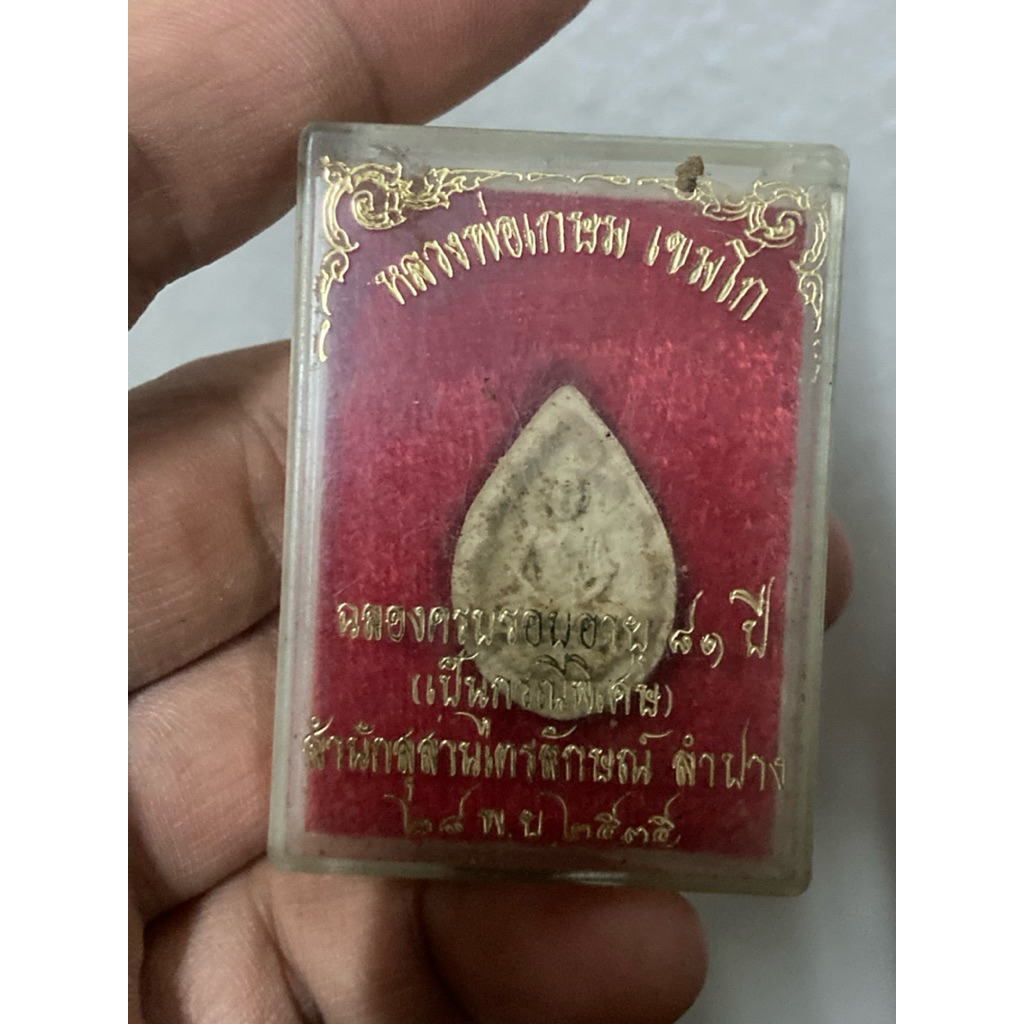 หลวงพ่อเกษม เขมโก
ฉลองครบรอบอายุ ๘๑ ปี
(เป็นกรณีพิเศษ)
สำนักสุสานไตรลักษณ์ ลำปาง
๒๘ พ.ย ๒๕๓๕